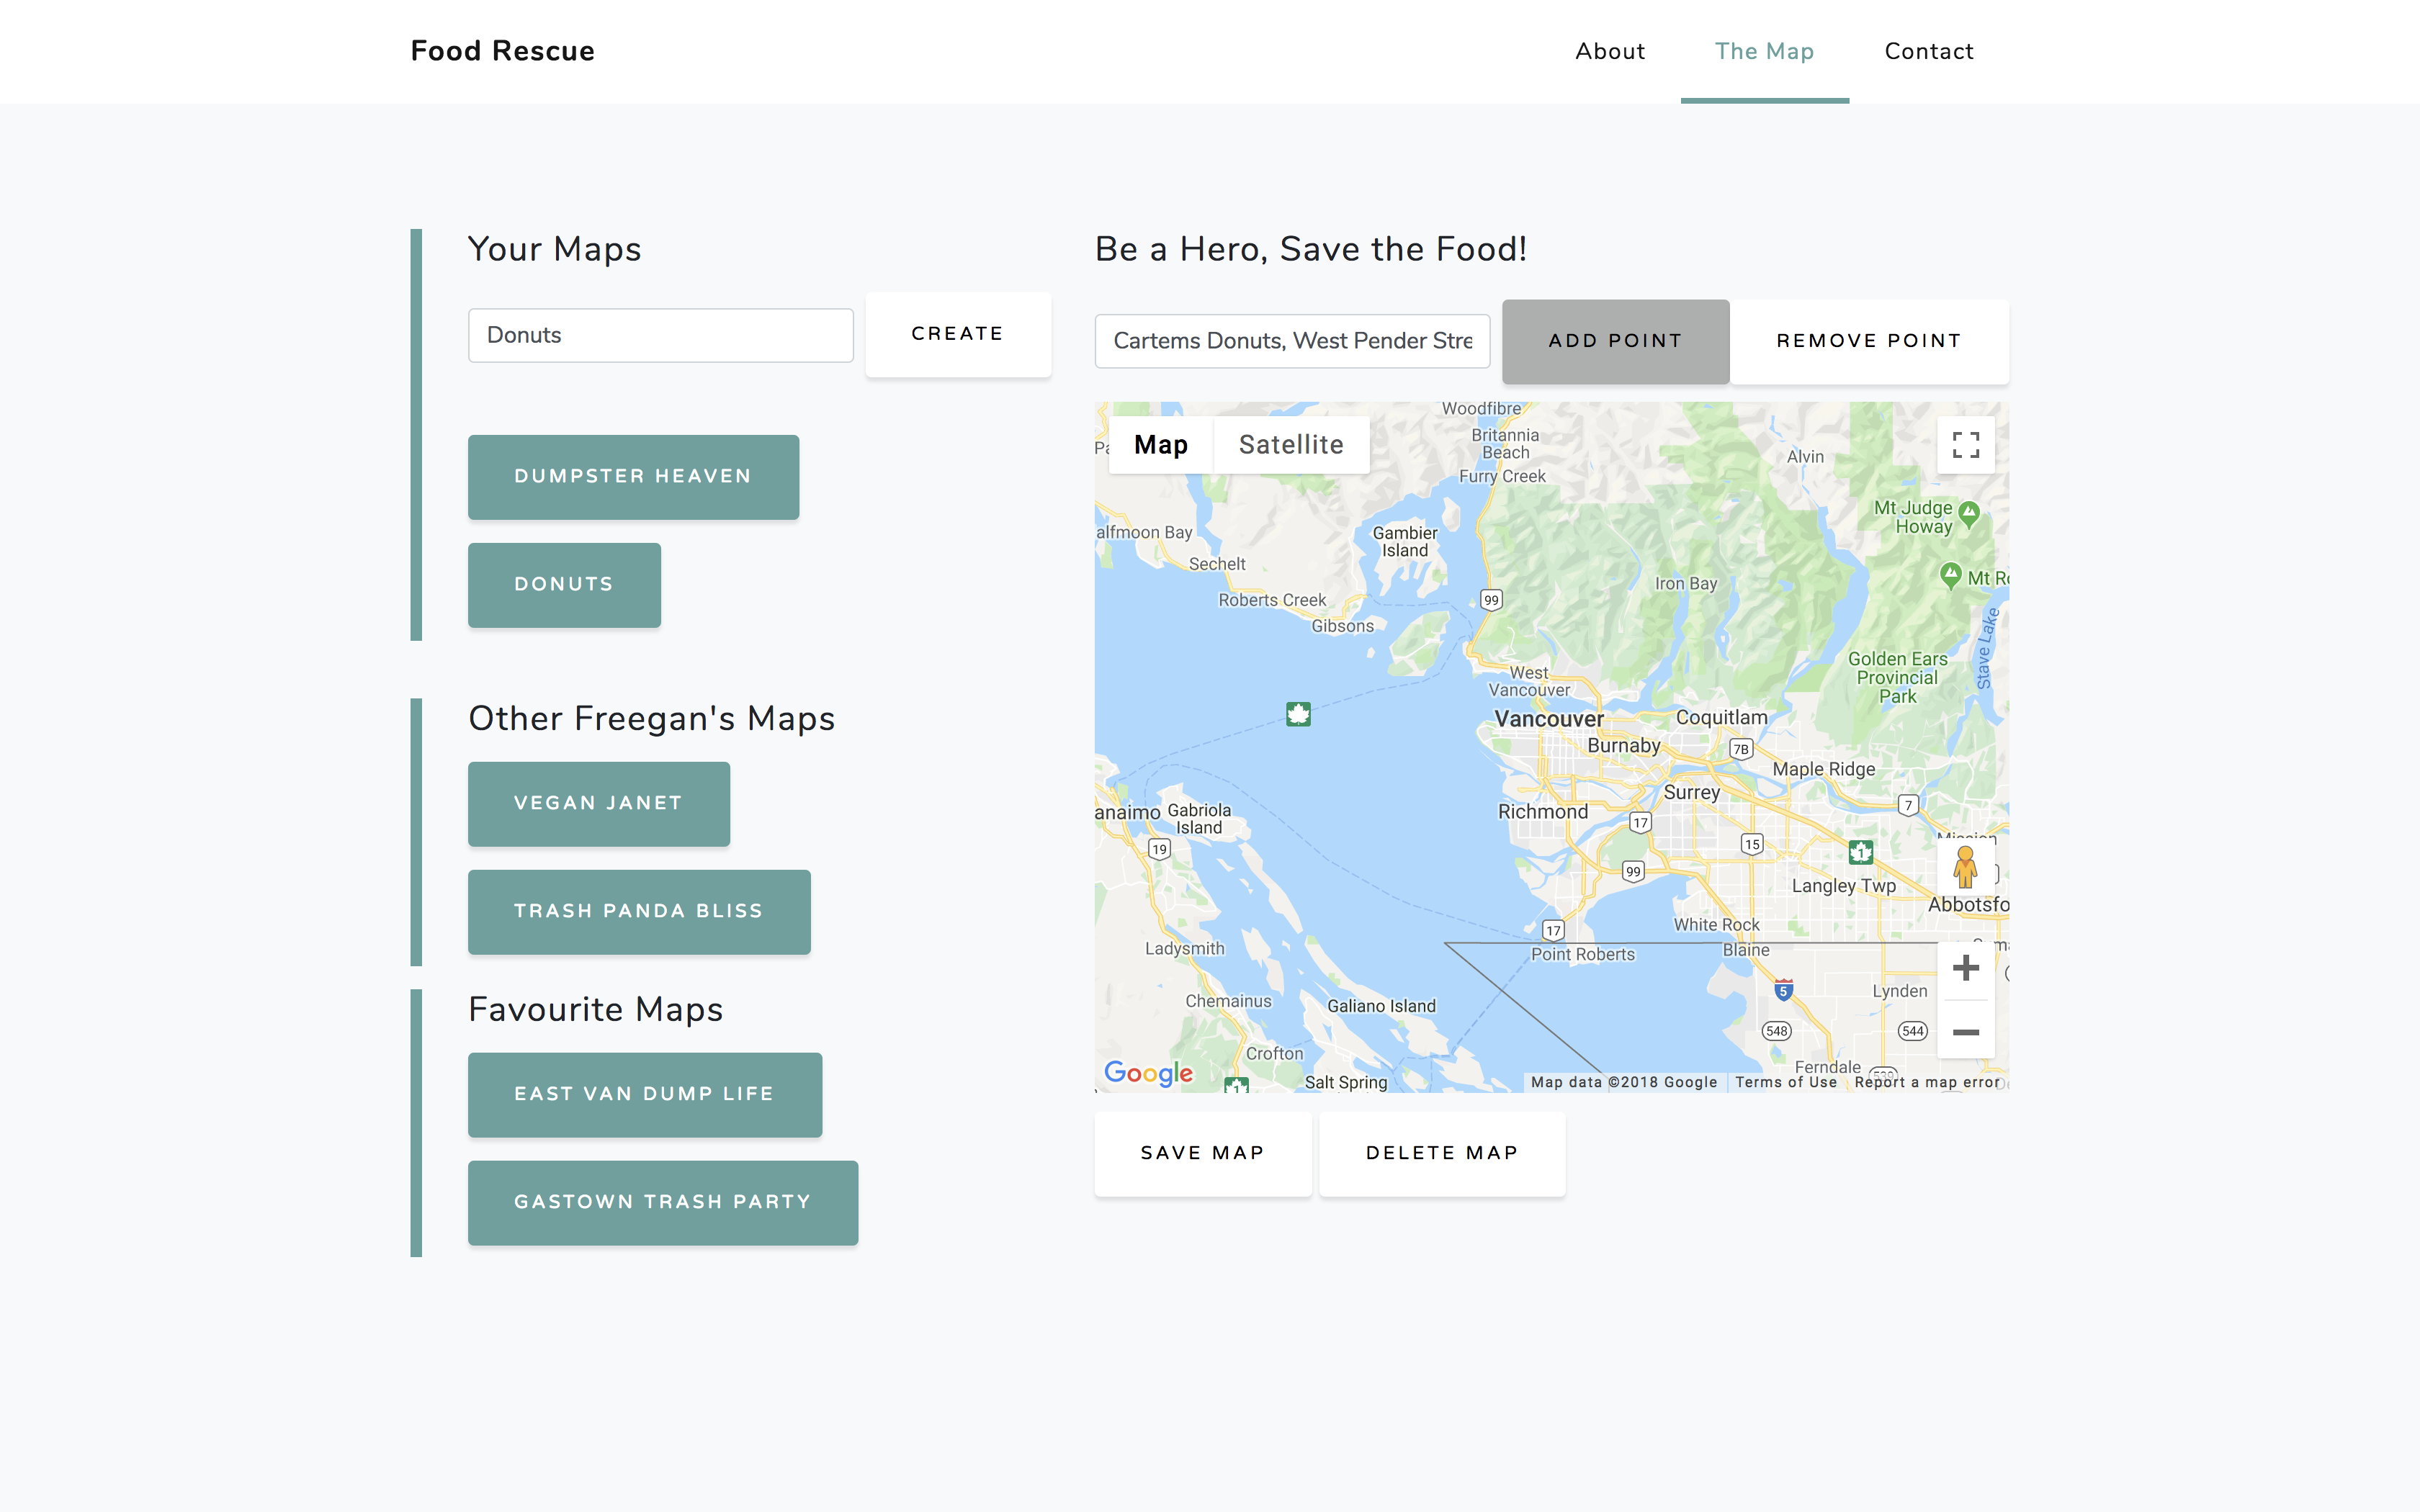 Food Rescue
About
The Map
Contact
Your Maps
Donuts
CREATE
DUMPSTER HEAVEN
DONUTS
Other Freegan's Maps
VEGAN JANET
TRASH PANDA BLISS
Favourite Maps
EAST VAN DUMP LIFE
GASTOWN TRASH PARTY
Be a Hero, Save the Food!
Cartems Donuts, West Pender Stre
ADD POINT
REMOVE POINT
Map
Satellite
Woodfibre
Britannia
Beach
Furry Creek
Alvin
Mt Judge
Howay
alfmoon Bay
Gambier
Island
Sechelt
Iron Bay
Roberts Creek
99
Gibsons
Stave Lake
Golden Ears
Provincial
Park
West
Vancouver
Vancouver
Coquitlam
Burnaby
7B
Maple Ridge
Surrey
7
anaimo
Gabriola
Island
Richmond
17
19
15
1
99
Langley Twp
Abbotsfo
White Rock
17
Ladysmith
Point Roberts
Blaine
Chemainus
Galiano Island
5
Lynden
548
544
Crofton
Ferndale
Google
1
Salt Spring
Map data ©2018 Google
Terms of Use
Report a map error
SAVE MAP
DELETE MAP